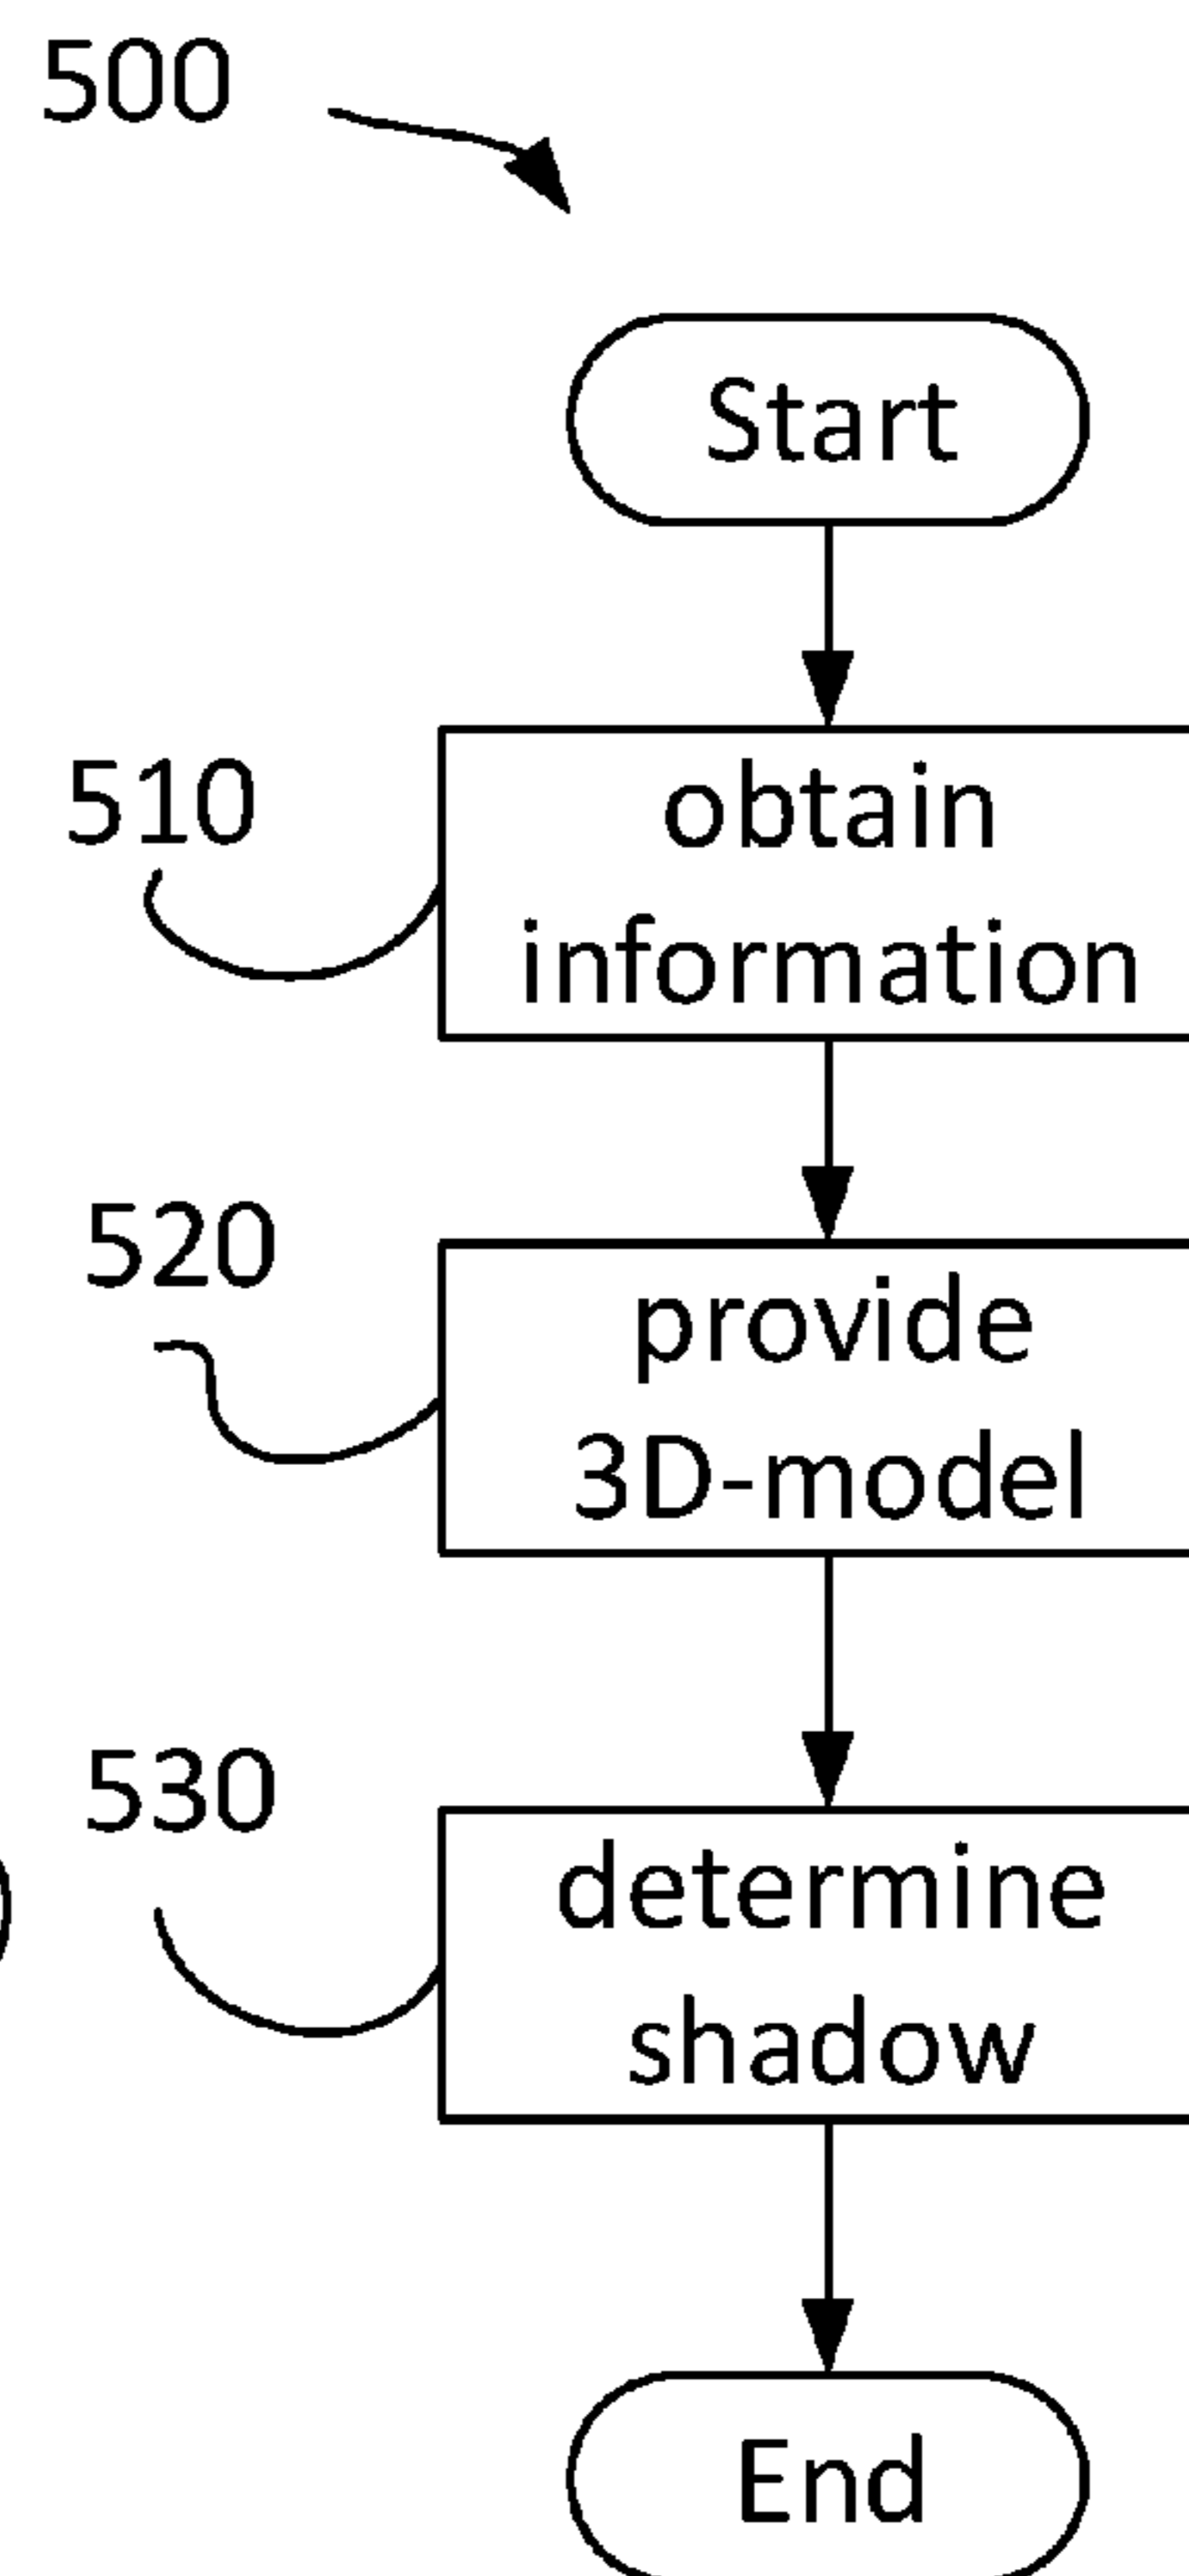 500
Start
510
obtain
information
520
provide
3D-model
530
determine
shadow
End